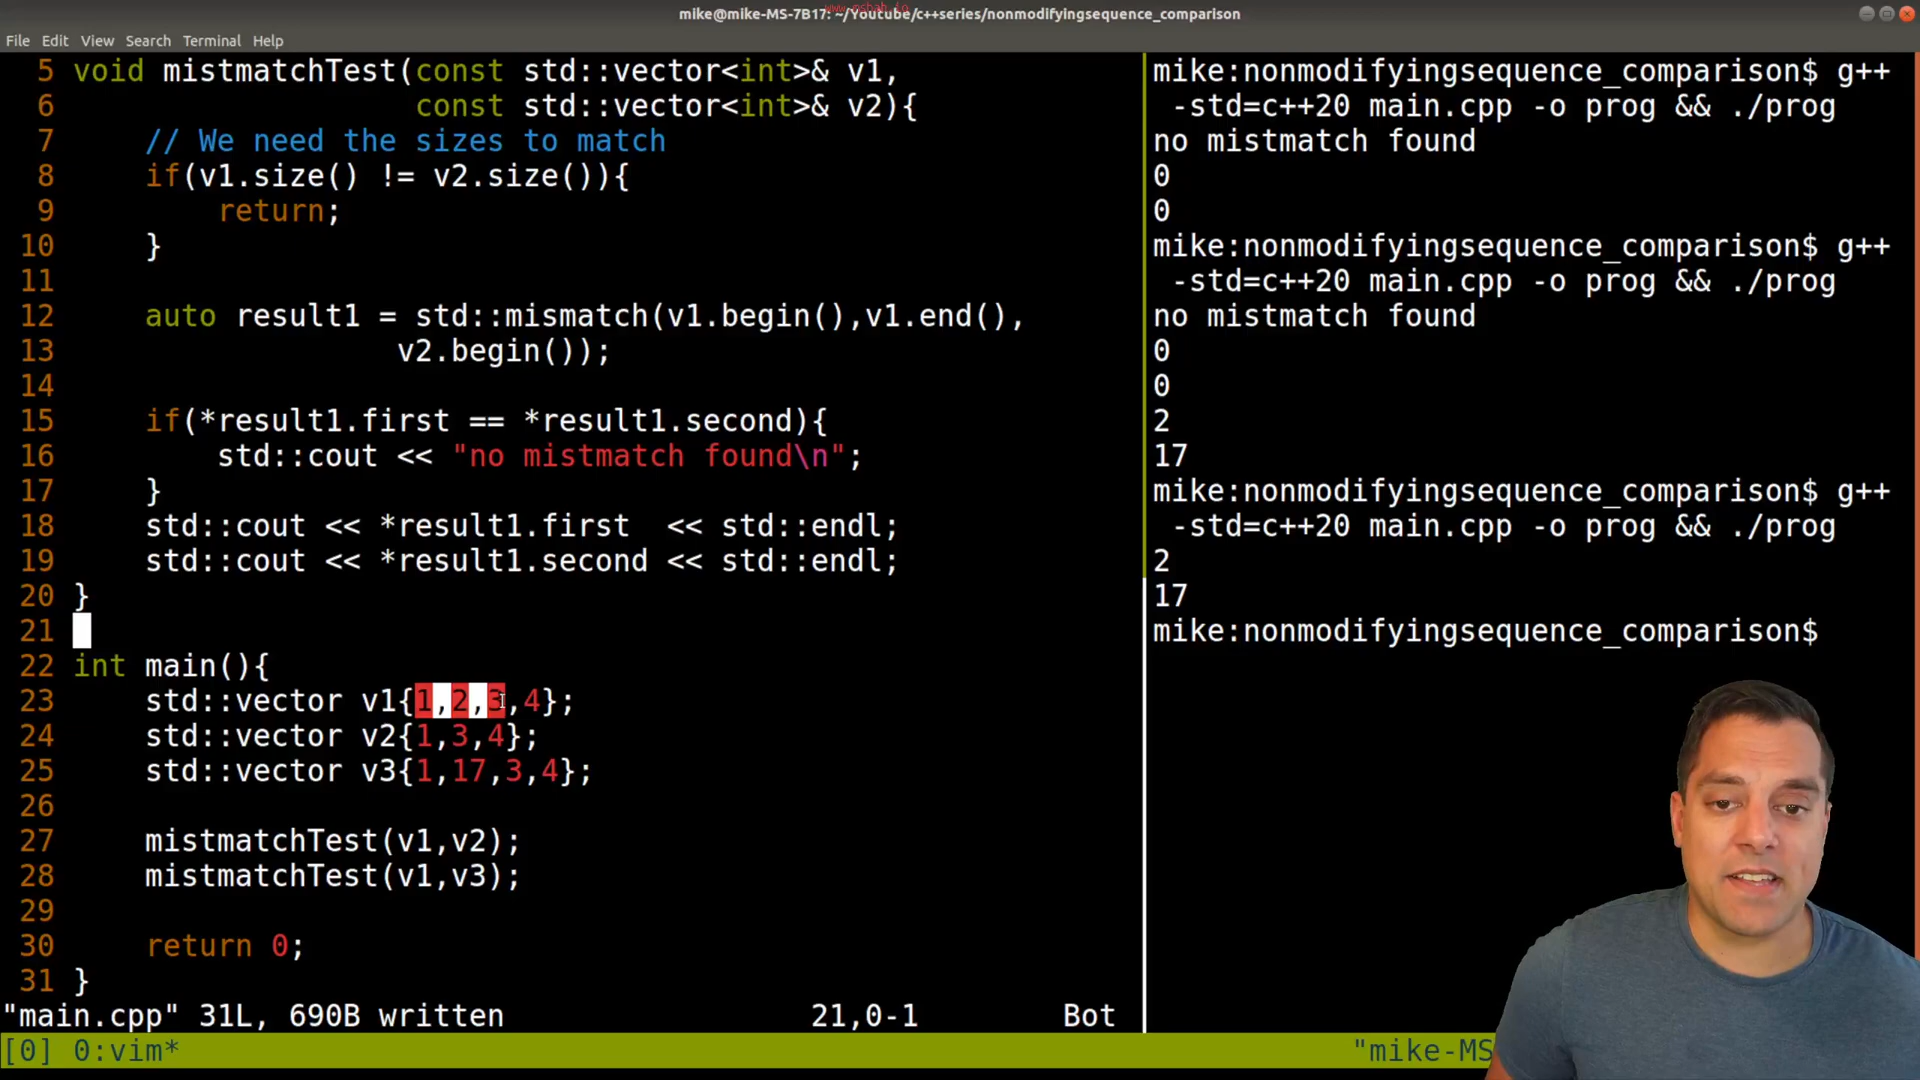 www.msbah.io
mike@mike-MS-7B17: ~/Youtube/c++series/nonmodifyingsequence_comparison
File Edit View Search Terminal Help
5 void mistmatchTest(const std::vector<int>& v1,
6 const std::vector<int>& v2){
7 // We need the sizes to match
8 if(v1.size() != v2.size()){
9 return;
10 }
11
12 auto result1 = std::mismatch(v1.begin(),v1.end(),
13 v2.begin());
14
15 if(*result1.first == *result1.second){
16 std::cout << "no mistmatch found\n";
17 }
18 std::cout << *result1.first  << std::endl;
19 std::cout << *result1.second << std::endl;
20 }
21
22 int main(){
23 std::vector v1{1,2,3,4};
24 std::vector v2{1,3,4};
25 std::vector v3{1,17,3,4};
26
27 mistmatchTest(v1,v2);
28 mistmatchTest(v1,v3);
29
30 return 0;
31 }
"main.cpp" 31L, 690B written 21,0-1 Bot
mike:nonmodifyingsequence_comparison$ g++
-std=c++20 main.cpp -o prog && ./prog
no mistmatch found
0
0
mike:nonmodifyingsequence_comparison$ g++
-std=c++20 main.cpp -o prog && ./prog
no mistmatch found
0
0
2
17
mike:nonmodifyingsequence_comparison$ g++
-std=c++20 main.cpp -o prog && ./prog
2
17
mike:nonmodifyingsequence_comparison$
[0] 0:vim* "mike-MS